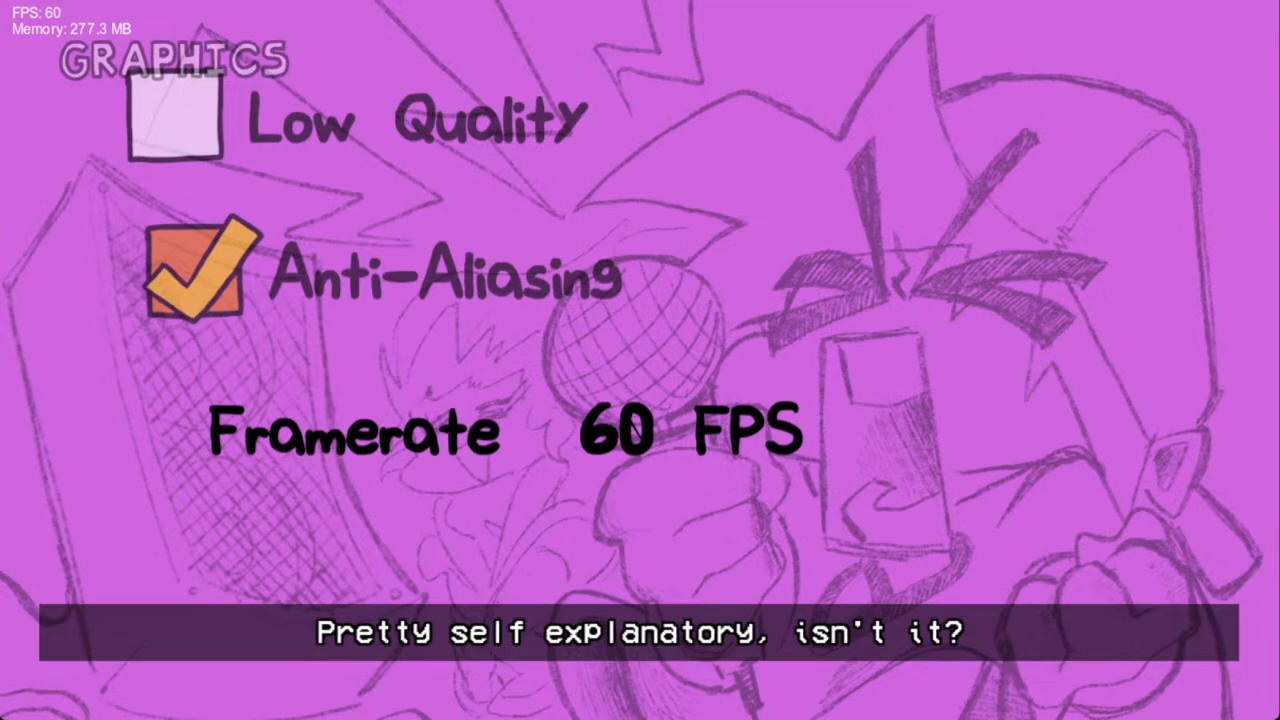 FPS: 60
Memory: 277.3 MB
GRAPHICS
Low Quality
Anti-Aliasing
Framerate 60 FPS
Pretty self explanatory, isn't it?